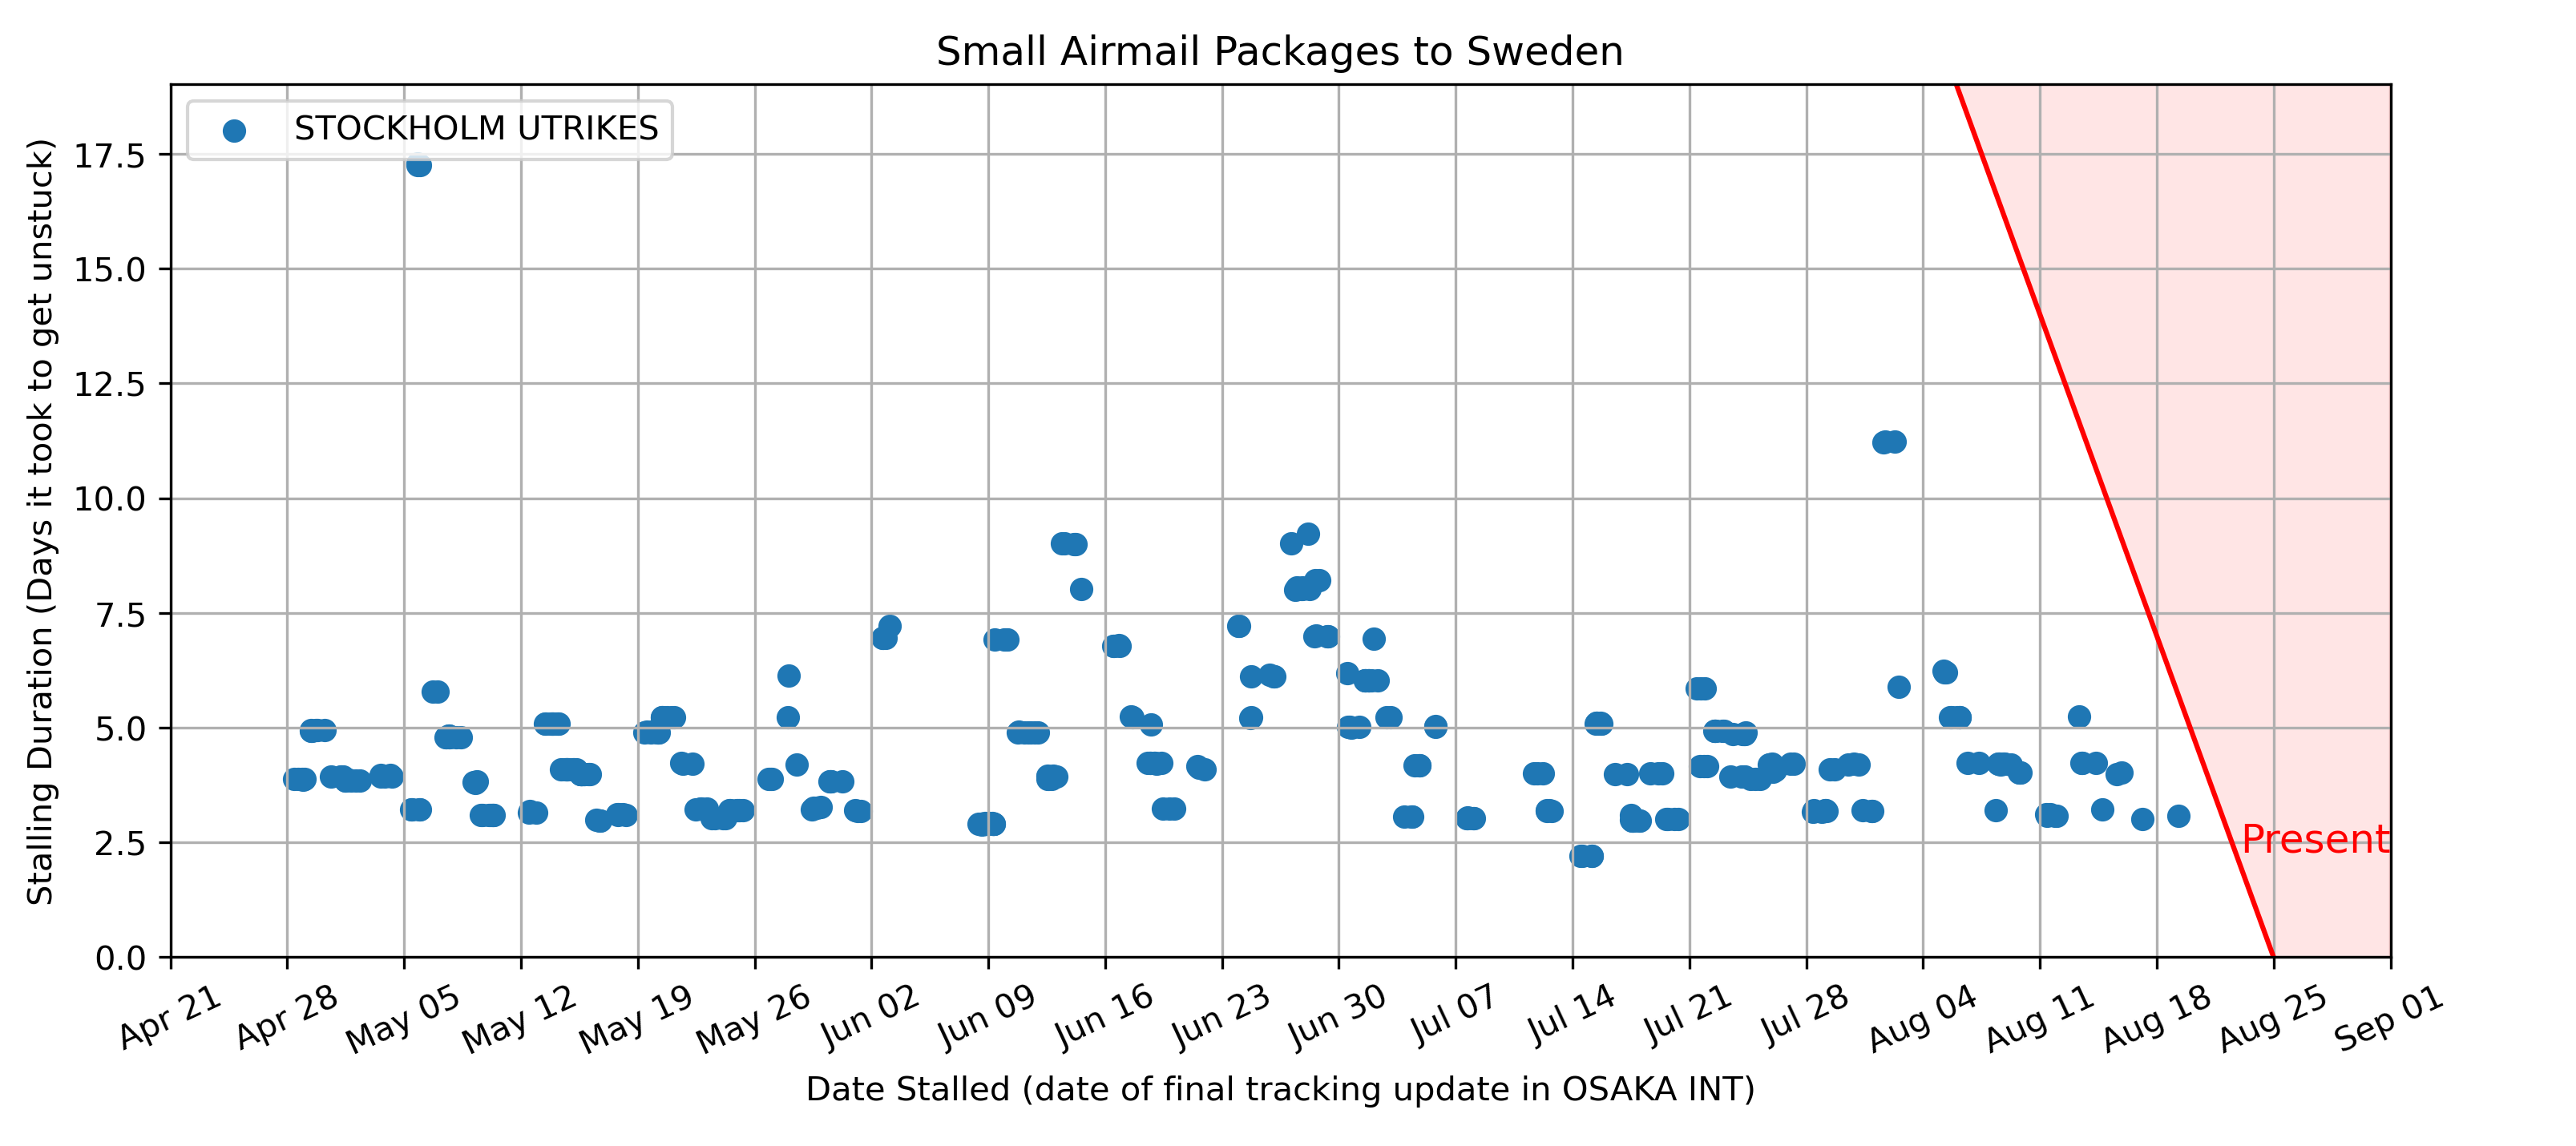 Small Airmail Packages to Sweden
STOCKHOLM UTRIKES
Stalling Duration (Days it took to get unstuck)
17.5
15.0
12.5
10.0
7.5
5.0
2.5
0.0
Present
Apr 21 Apr 28 May 05 May 12 May 19 May 26 Jun 02 Jun 09 Jun 16 Jun 23 Jun 30 Jul 07 Jul 14 Jul 21 Jul 28 Aug 04 Aug 11 Aug 18 Aug 25 Sep 01
Date Stalled (date of final tracking update in OSAKA INT)